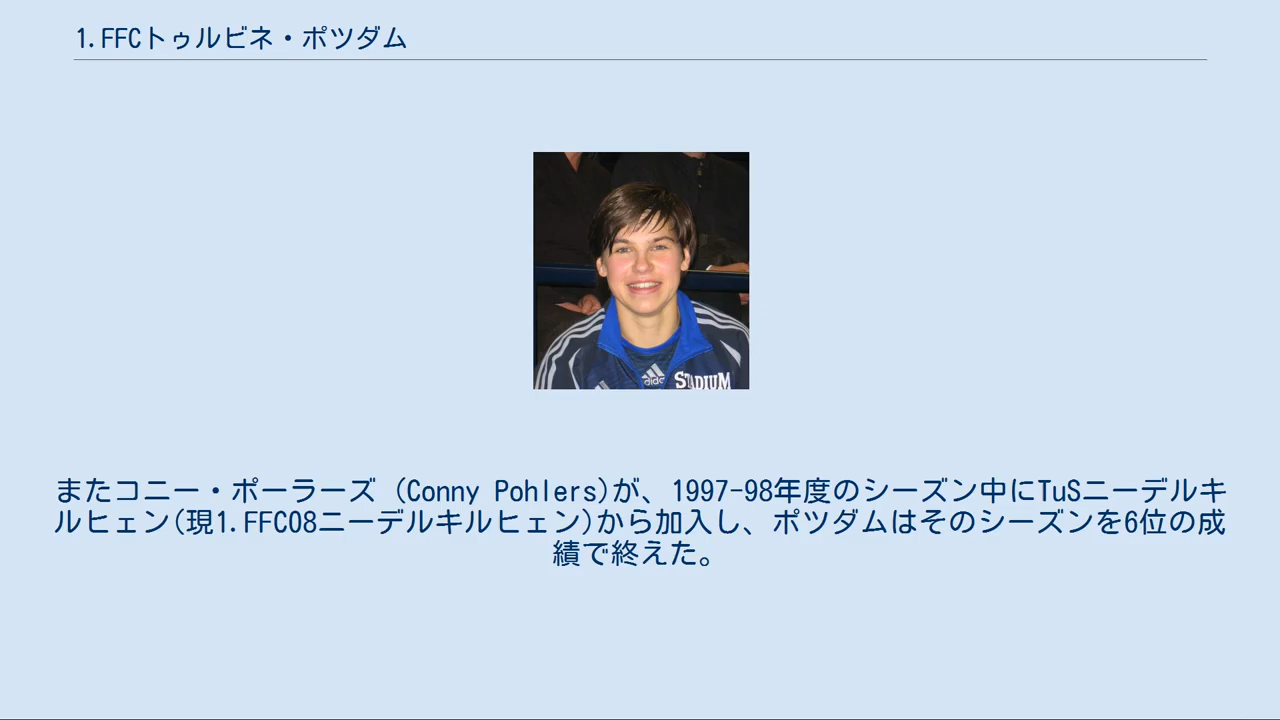 1.FFCトゥルビネ・ポツダム
adidas
STADIUM
またコニー・ポーラーズ (Conny Pohlers)が、1997-98年度のシーズン中にTuSニーデルキ
ルヒェン(現1.FFC08ニーデルキルヒェン)から加入し、ポツダムはそのシーズンを6位の成
績で終えた。